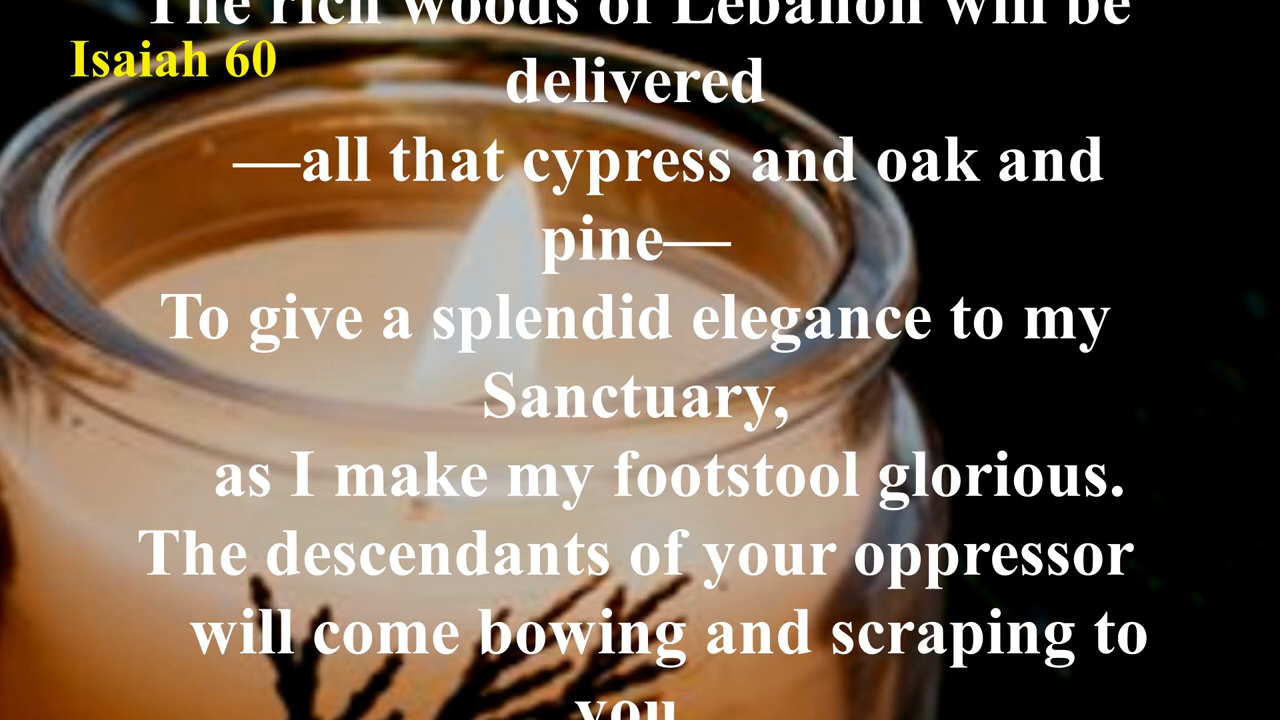 The rich woods of Lebanon will be
Isaiah 60
delivered
—all that cypress and oak and
pine—
To give a splendid elegance to my
Sanctuary,
as I make my footstool glorious.
The descendants of your oppressor
will come bowing and scraping to
you